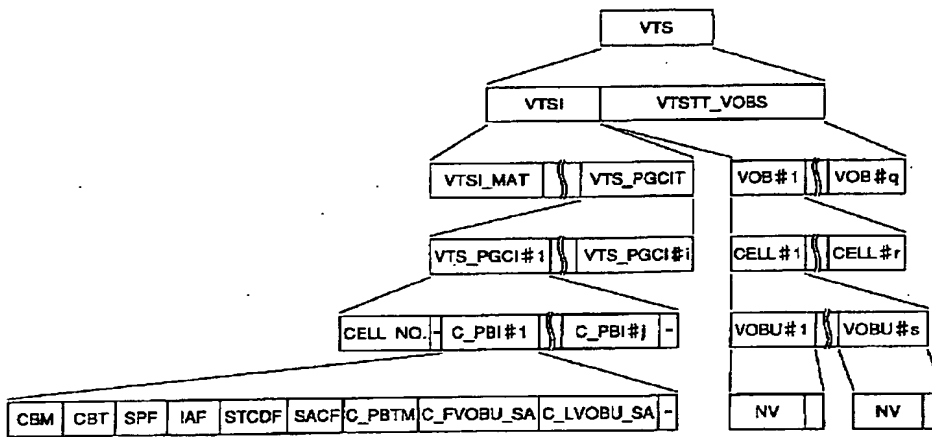 VTS
VTSI VTSTT_VOBS
VTSI_MAT VTS_PGCIT VOB#1 VOB#q
VTS_PGCI#1 VTS_PGCI#i CELL#1 CELL#r
CELL NO. - C_PBI#1 C_PBI#j - VOBU#1 VOBU#s
CBM CBT SPF IAF STCDF SACF C_PBTM C_FVOBU_SA C_LVOBU_SA - NV NV